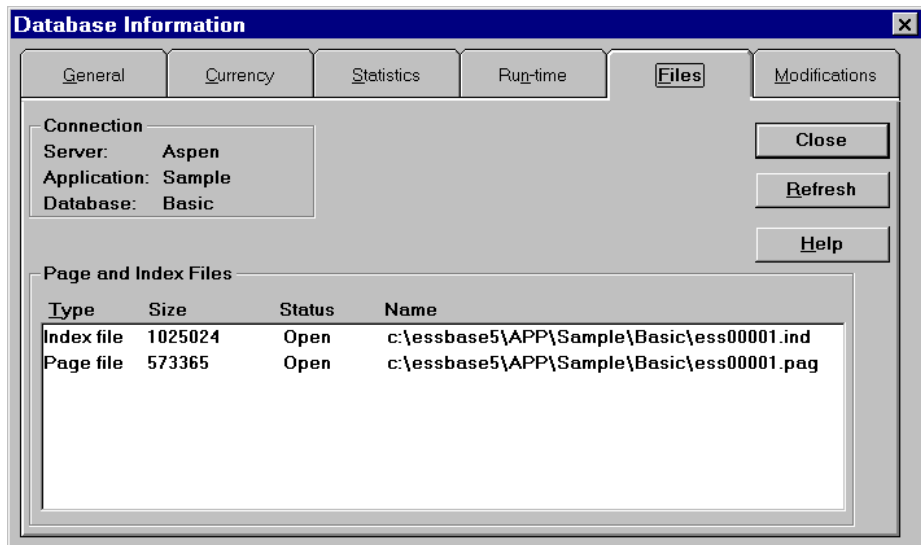 Database Information
General Currency Statistics Run-time Files Modifications
Connection
Server: Aspen
Application: Sample
Database: Basic
Close
Refresh
Help
Page and Index Files
Type Size Status Name
Index file 1025024 Open c:\essbase5\APP\Sample\Basic\ess00001.ind
Page file 573365 Open c:\essbase5\APP\Sample\Basic\ess00001.pag